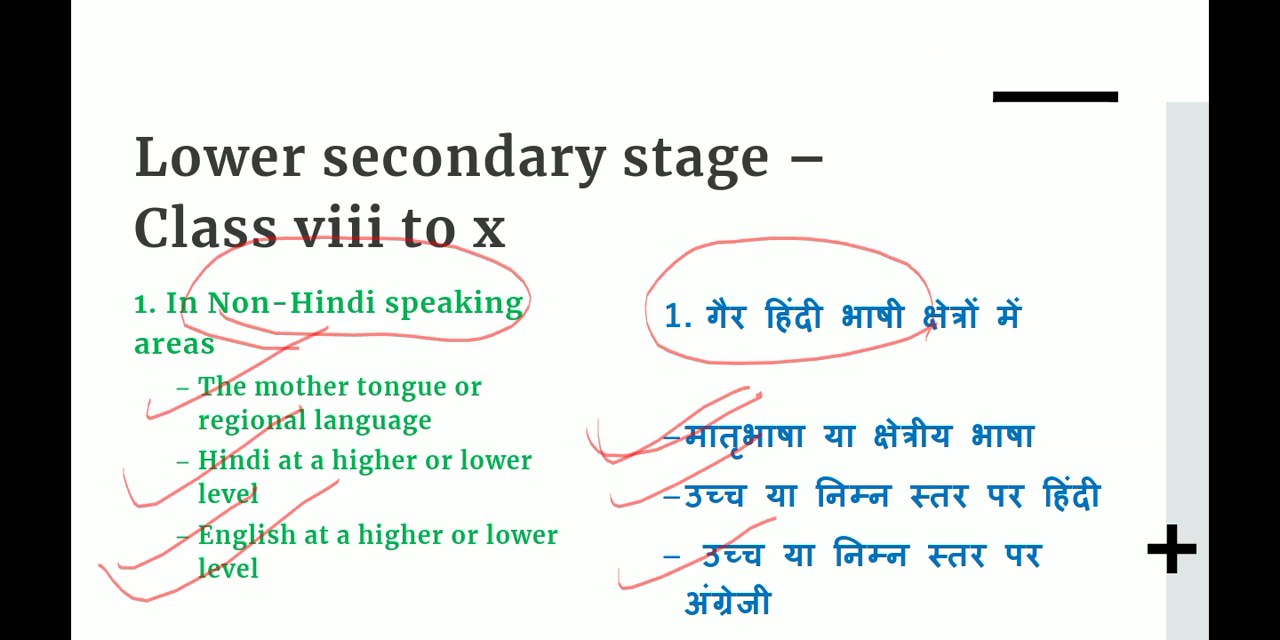 Lower secondary stage –
Class viii to x
1. In Non-Hindi speaking
areas
– The mother tongue or
regional language
– Hindi at a higher or lower
level
– English at a higher or lower
level
1. गैर हिंदी भाषी क्षेत्रों में
–मातृभाषा या क्षेत्रीय भाषा
–उच्च या निम्न स्तर पर हिंदी
– उच्च या निम्न स्तर पर
अंग्रेजी